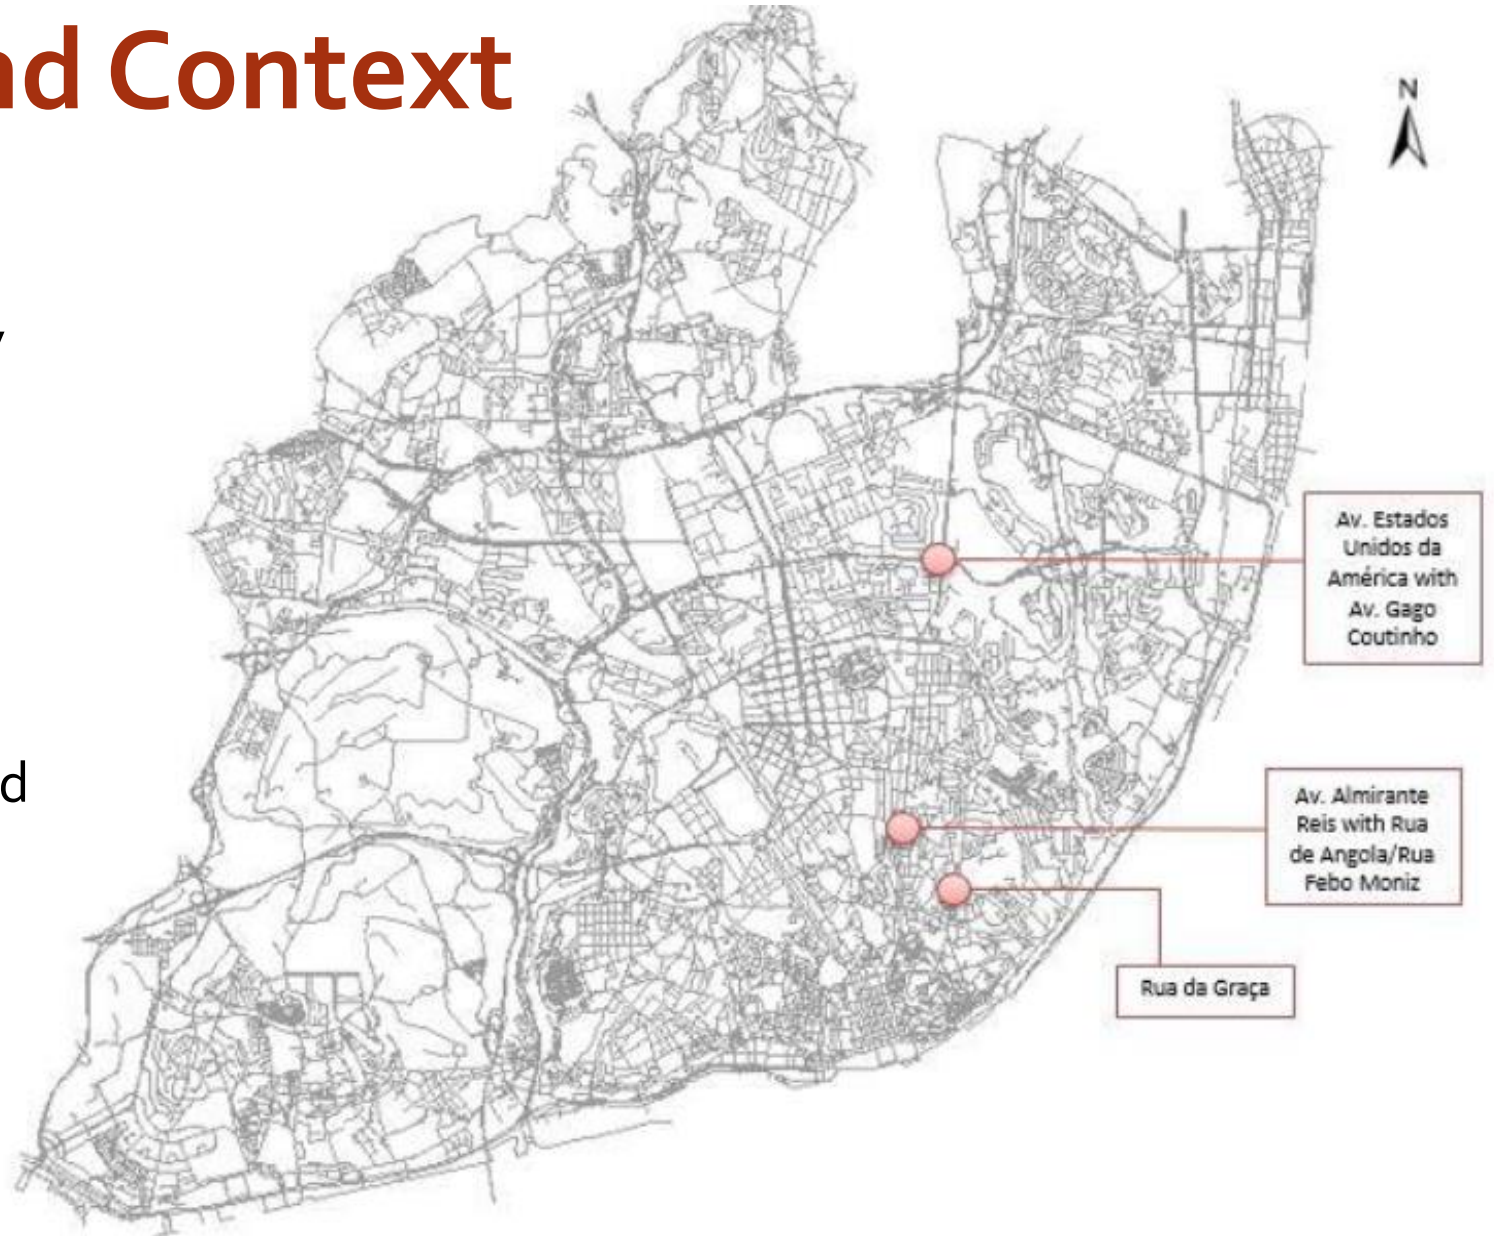 nd Context
N
y
d
Av. Estados
Unidos da
América with
Av. Gago
Coutinho
Av. Almirante
Reis with Rua
de Angola/Rua
Febo Moniz
Rua da Graça